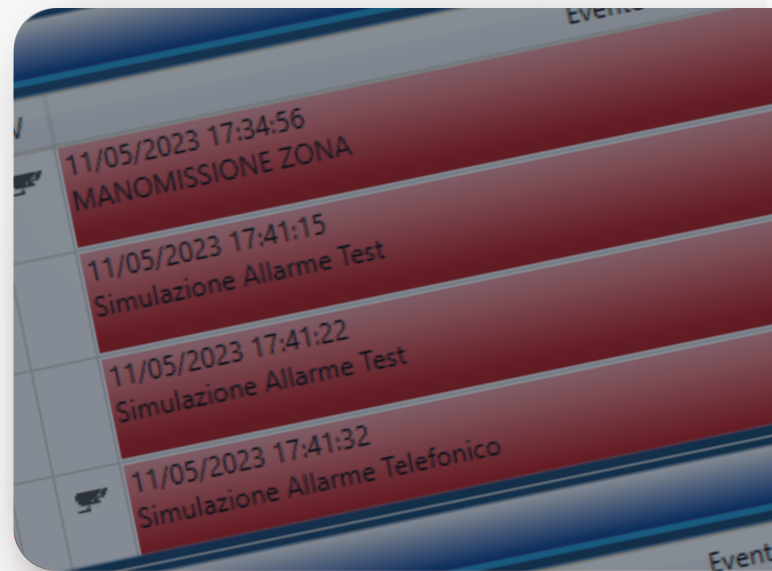 11/05/2023 17:34:56
MANOMISSIONE ZONA
11/05/2023 17:41:15
Simulazione Allarme Test
11/05/2023 17:41:22
Simulazione Allarme Test
11/05/2023 17:41:32
Simulazione Allarme Telefonico